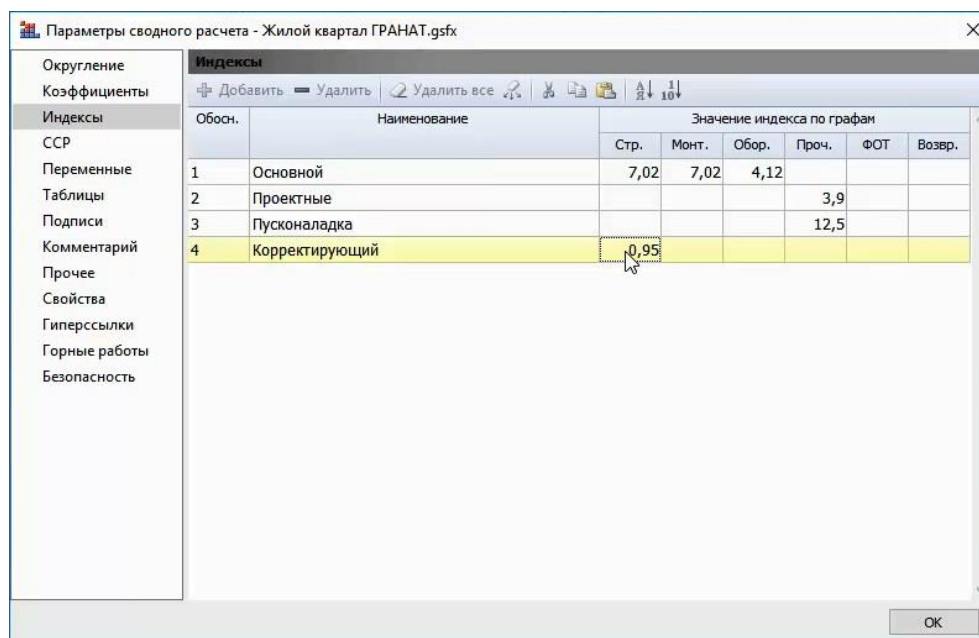 Параметры сводного расчета - Жилой квартал ГРАНАТ.gsfx
Округление
Коэффициенты
Индексы
ССР
Переменные
Таблицы
Подписи
Комментарий
Прочее
Свойства
Гиперссылки
Горные работы
Безопасность
Индексы
Добавить Удалить Удалить все
Обосн. Наименование Значение индекса по графам
Стр. Монт. Обор. Проч. ФОТ Возвр.
1 Основной 7,02 7,02 4,12
2 Проектные 3,9
3 Пусконаладка 12,5
4 Корректирующий 0,95
OK